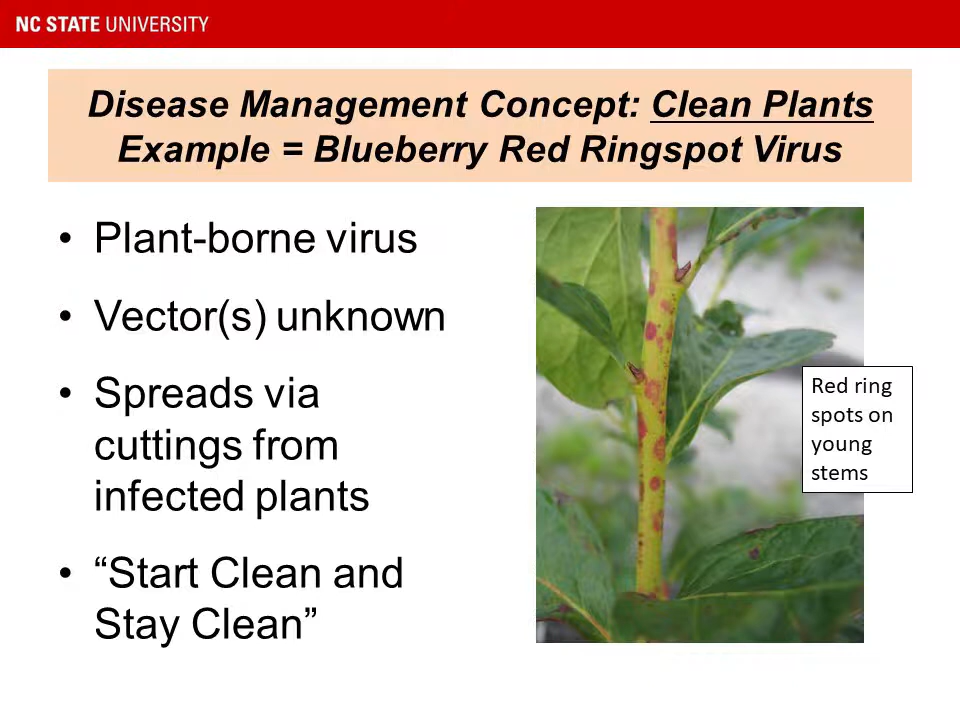 NC STATE UNIVERSITY
Disease Management Concept: Clean Plants
Example = Blueberry Red Ringspot Virus
• Plant-borne virus
• Vector(s) unknown
• Spreads via
cuttings from
infected plants
• “Start Clean and
Stay Clean”
Red ring
spots on
young
stems